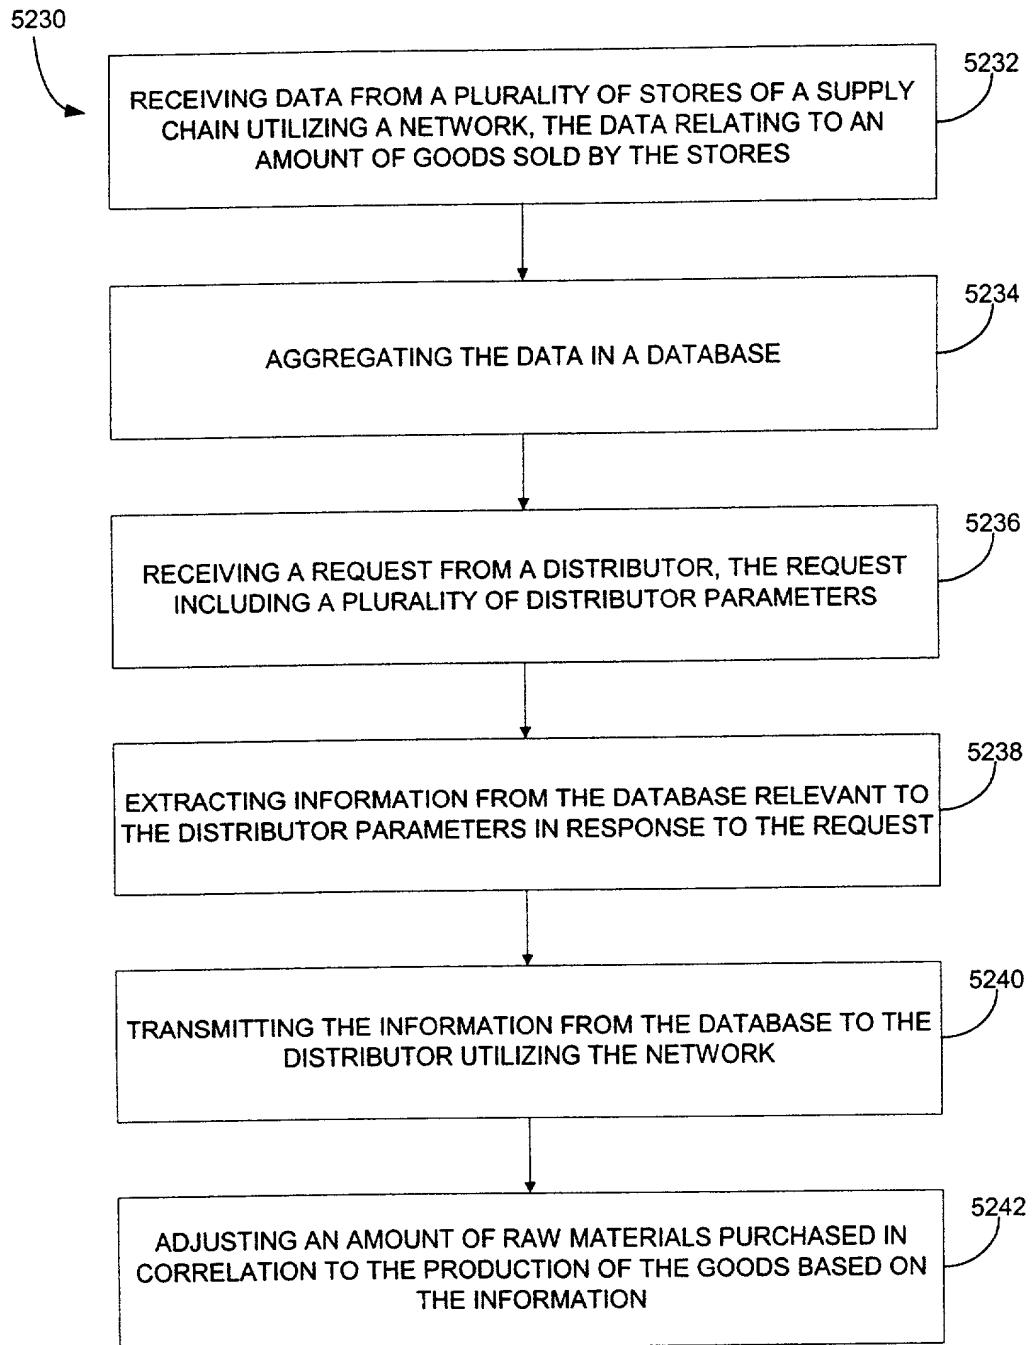 5230
5232
RECEIVING DATA FROM A PLURALITY OF STORES OF A SUPPLY
CHAIN UTILIZING A NETWORK, THE DATA RELATING TO AN
AMOUNT OF GOODS SOLD BY THE STORES
5234
AGGREGATING THE DATA IN A DATABASE
5236
RECEIVING A REQUEST FROM A DISTRIBUTOR, THE REQUEST
INCLUDING A PLURALITY OF DISTRIBUTOR PARAMETERS
5238
EXTRACTING INFORMATION FROM THE DATABASE RELEVANT TO
THE DISTRIBUTOR PARAMETERS IN RESPONSE TO THE REQUEST
5240
TRANSMITTING THE INFORMATION FROM THE DATABASE TO THE
DISTRIBUTOR UTILIZING THE NETWORK
5242
ADJUSTING AN AMOUNT OF RAW MATERIALS PURCHASED IN
CORRELATION TO THE PRODUCTION OF THE GOODS BASED ON
THE INFORMATION